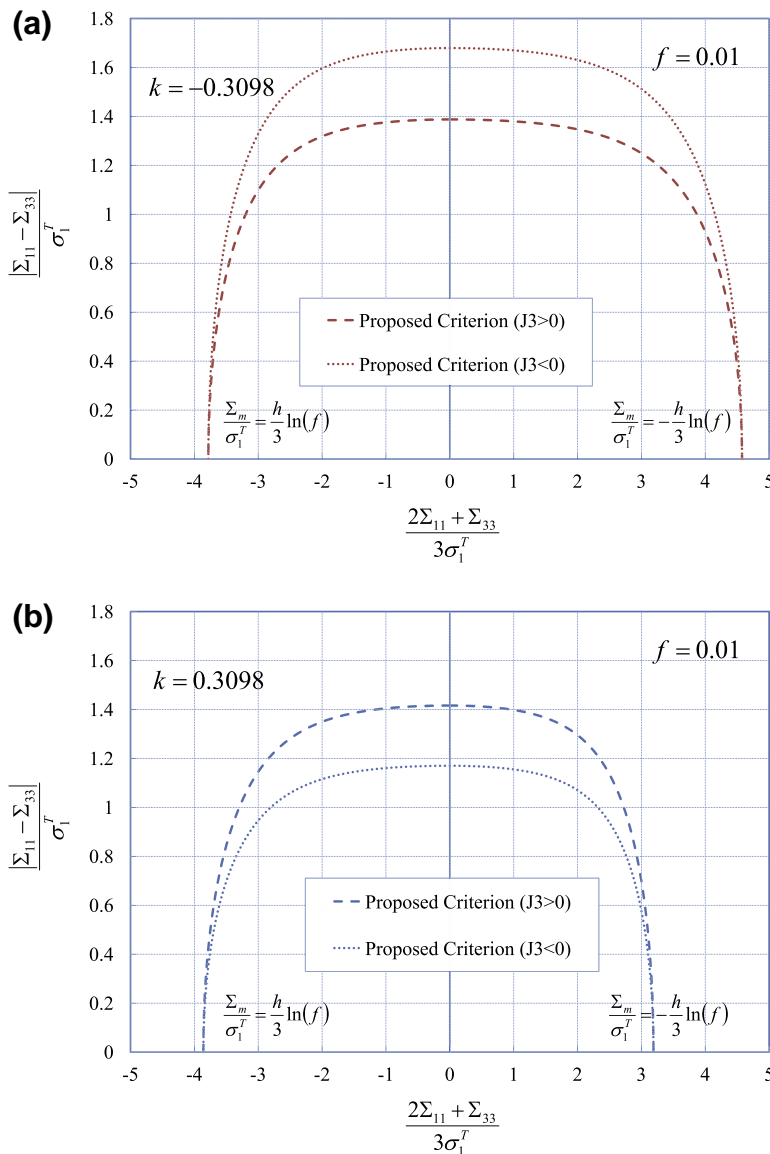 (a)
1.8
1.6
1.4
1.2
1
0.8
0.6
0.4
0.2
0
k = −0.3098
f = 0.01
|Σ₁₁ − Σ₃₃| / σ₁ᵀ
Proposed Criterion (J3>0)
Proposed Criterion (J3<0)
Σₘ/σ₁ᵀ = h/3 ln(f)
Σₘ/σ₁ᵀ = −h/3 ln(f)
-5 -4 -3 -2 -1 0 1 2 3 4 5
2Σ₁₁ + Σ₃₃ / 3σ₁ᵀ
(b)
1.8
1.6
1.4
1.2
1
0.8
0.6
0.4
0.2
0
k = 0.3098
f = 0.01
|Σ₁₁ − Σ₃₃| / σ₁ᵀ
Proposed Criterion (J3>0)
Proposed Criterion (J3<0)
Σₘ/σ₁ᵀ = h/3 ln(f)
Σₘ/σ₁ᵀ = −h/3 ln(f)
-5 -4 -3 -2 -1 0 1 2 3 4 5
2Σ₁₁ + Σ₃₃ / 3σ₁ᵀ